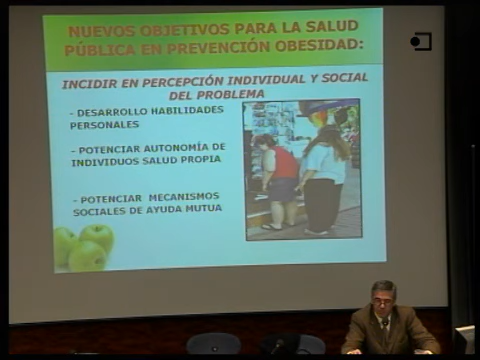 NUEVOS OBJETIVOS PARA LA SALUD
PÚBLICA EN PREVENCIÓN OBESIDAD:
INCIDIR EN PERCEPCIÓN INDIVIDUAL Y SOCIAL
DEL PROBLEMA
- DESARROLLO HABILIDADES
PERSONALES
- POTENCIAR AUTONOMÍA DE
INDIVIDUOS SALUD PROPIA
- POTENCIAR MECANISMOS
SOCIALES DE AYUDA MUTUA